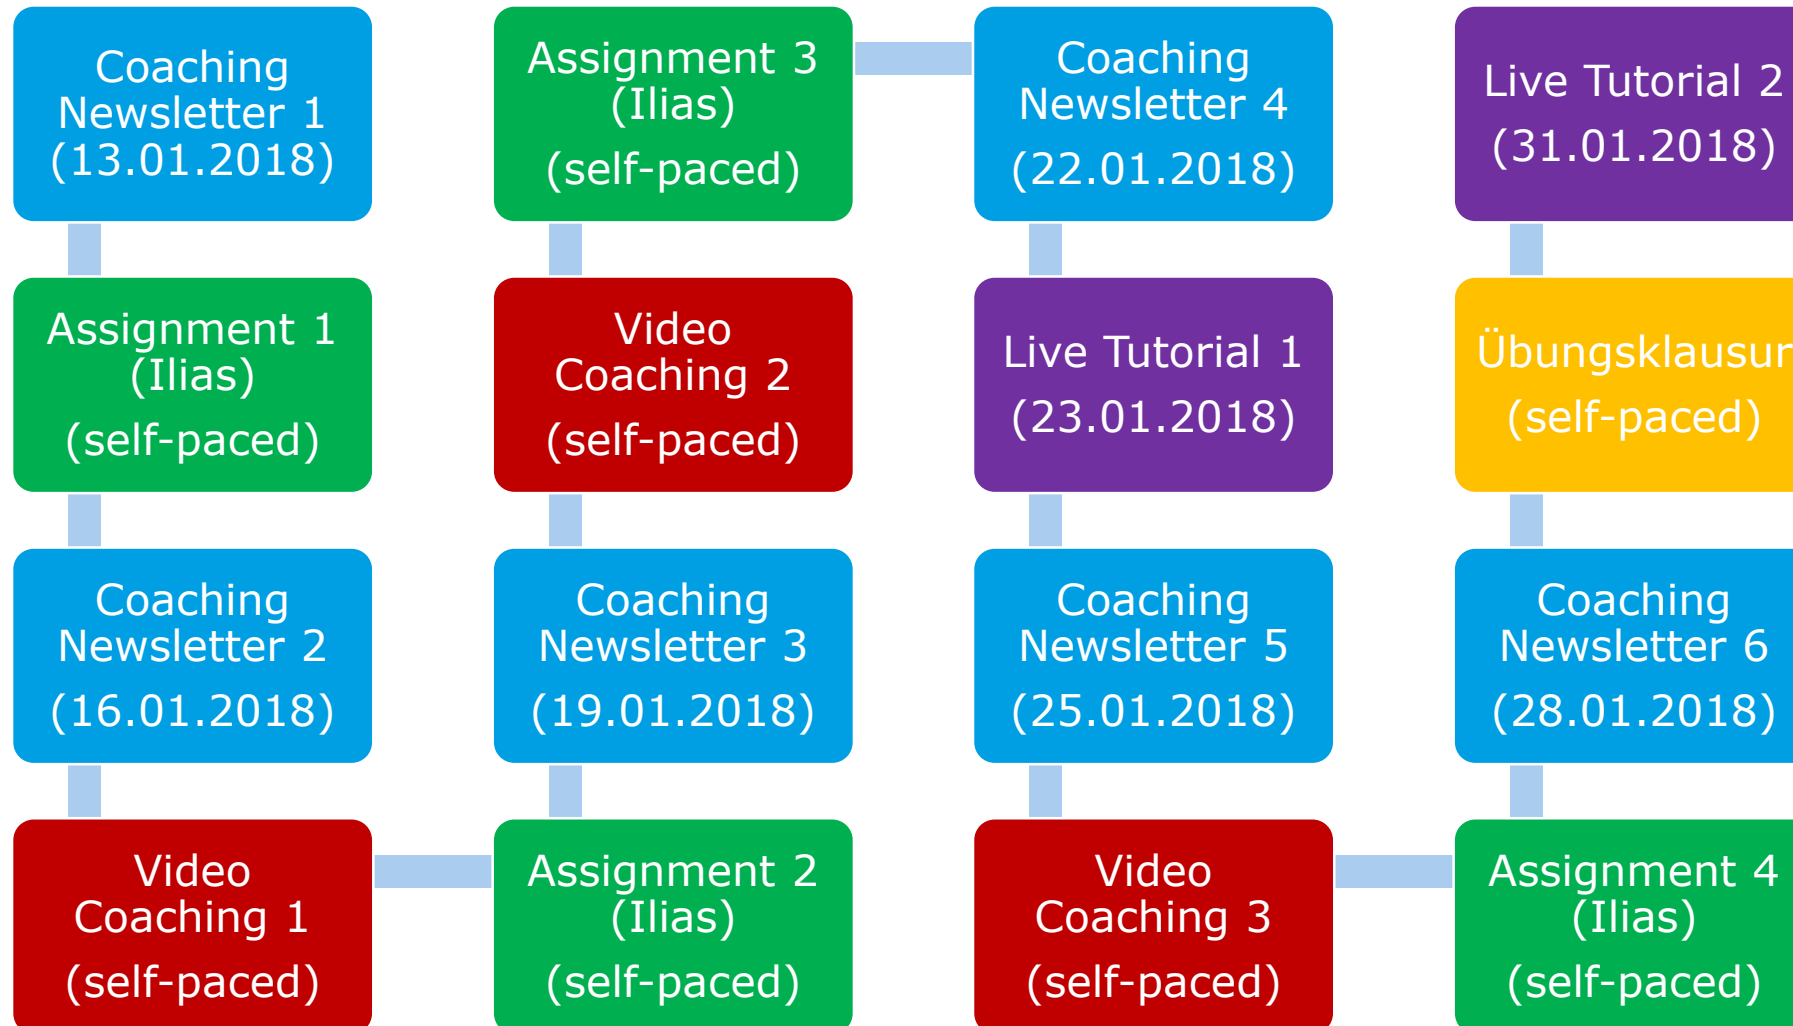 Coaching
Newsletter 1
(13.01.2018)
Assignment 1
(Ilias)
(self-paced)
Coaching
Newsletter 2
(16.01.2018)
Video
Coaching 1
(self-paced)
Assignment 2
(Ilias)
(self-paced)
Coaching
Newsletter 3
(19.01.2018)
Video
Coaching 2
(self-paced)
Assignment 3
(Ilias)
(self-paced)
Coaching
Newsletter 4
(22.01.2018)
Live Tutorial 1
(23.01.2018)
Coaching
Newsletter 5
(25.01.2018)
Video
Coaching 3
(self-paced)
Assignment 4
(Ilias)
(self-paced)
Coaching
Newsletter 6
(28.01.2018)
Übungsklausur
(self-paced)
Live Tutorial 2
(31.01.2018)